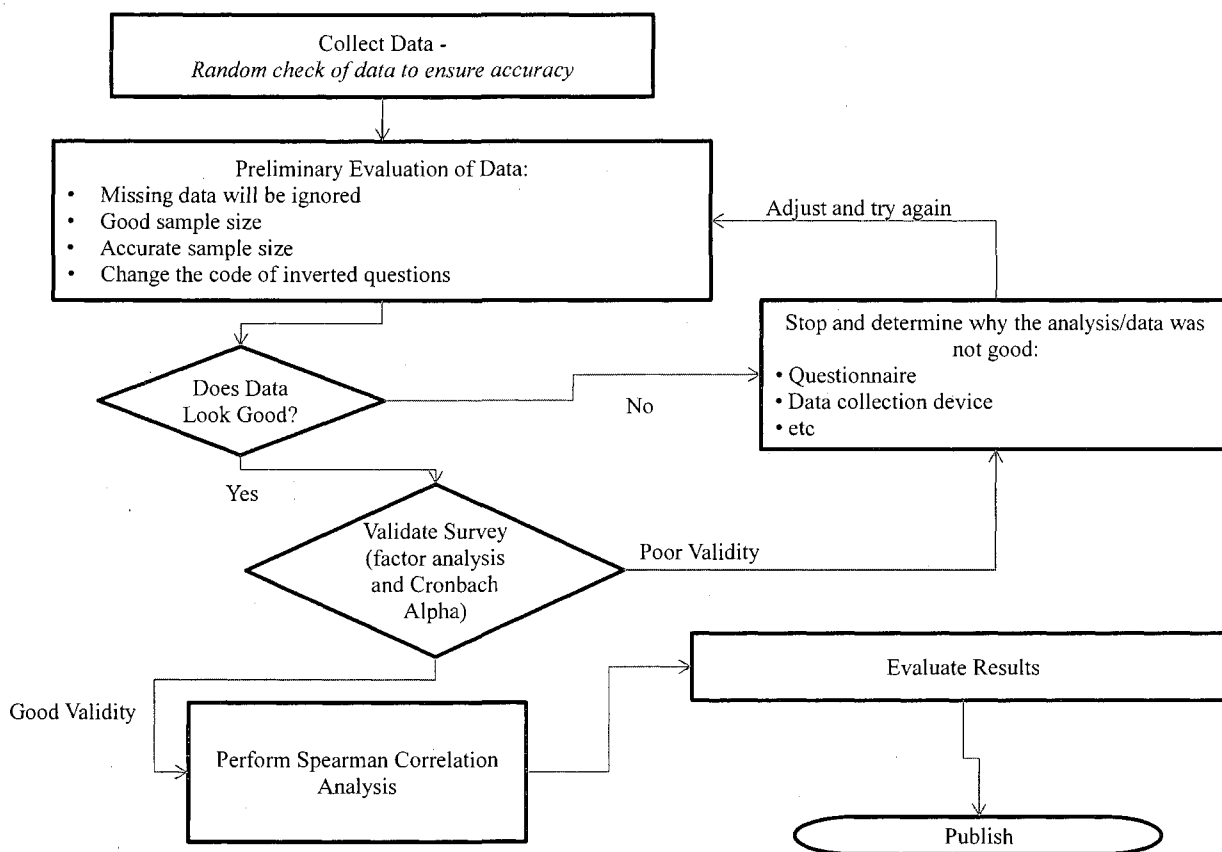 Collect Data -
Random check of data to ensure accuracy
Preliminary Evaluation of Data:
• Missing data will be ignored
• Good sample size
• Accurate sample size
• Change the code of inverted questions
Adjust and try again
Stop and determine why the analysis/data was
not good:
• Questionnaire
• Data collection device
• etc
Does Data
Look Good?
No
Yes
Validate Survey
(factor analysis
and Cronbach
Alpha)
Poor Validity
Good Validity
Perform Spearman Correlation
Analysis
Evaluate Results
Publish